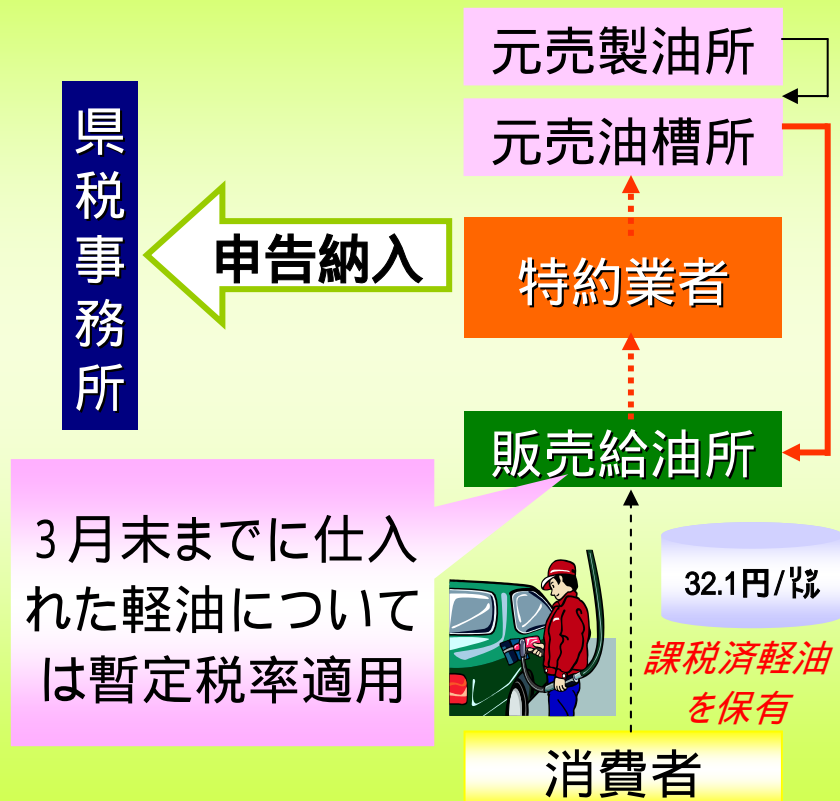 元売製油所
元売油槽所
県税事務所
申告納入
特約業者
販売給油所
3月末までに仕入
れた軽油について
は暫定税率適用
32.1円/㍑
課税済軽油
を保有
消費者